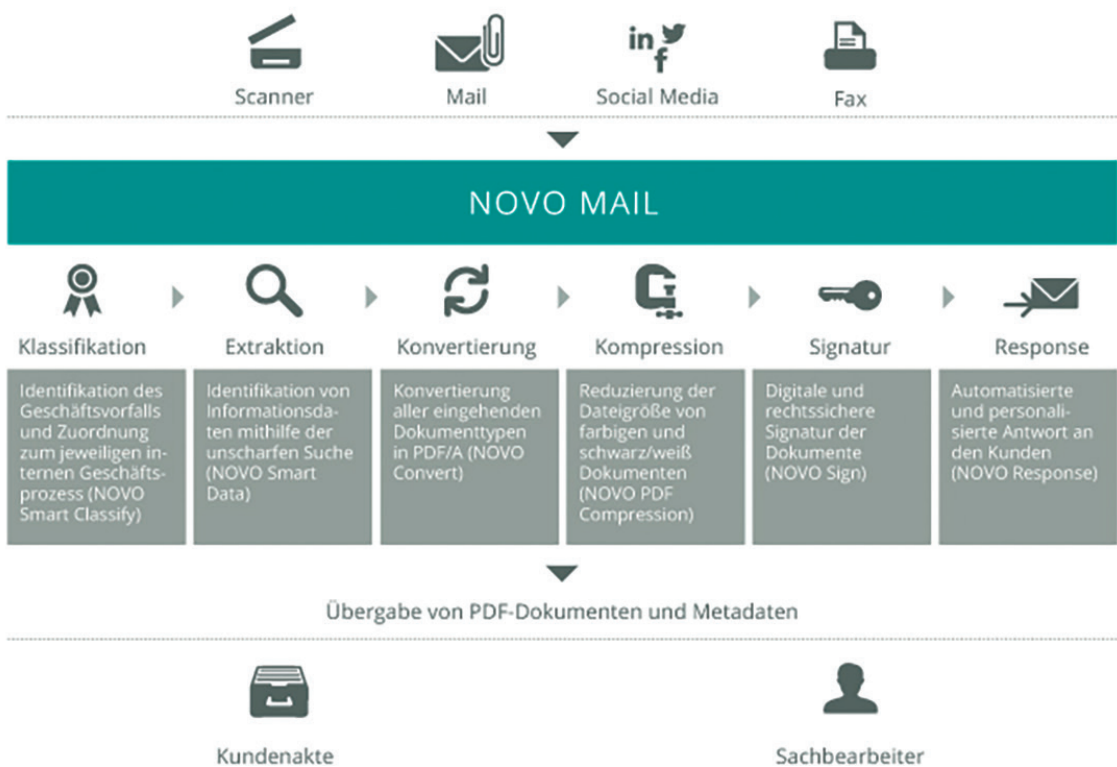 Scanner
Mail
in
f
Social Media
Fax
NOVO MAIL
Klassifikation
Extraktion
Konvertierung
Kompression
Signatur
Response
Identifikation des
Geschäftsvorfalls
und Zuordnung
zum jeweiligen in-
ternen Geschäfts-
prozess (NOVO
Smart Classify)
Identifikation von
Informationsda-
ten mithilfe der
unscharfen Suche
(NOVO Smart
Data)
Konvertierung
aller eingehenden
Dokumenttypen
in PDF/A (NOVO
Convert)
Reduzierung der
Dateigröße von
farbigen und
schwarz/weiß
Dokumenten
(NOVO PDF
Compression)
Digitale und
rechtssichere
Signatur der
Dokumente
(NOVO Sign)
Automatisierte
und personali-
sierte Antwort an
den Kunden
(NOVO Response)
Übergabe von PDF-Dokumenten und Metadaten
Kundenakte
Sachbearbeiter